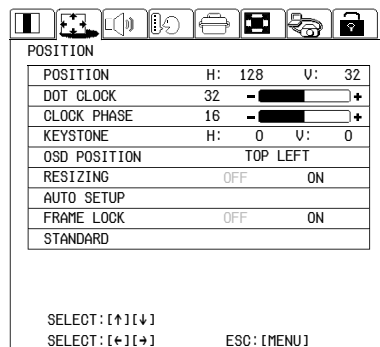 POSITION
POSITION H: 128 V: 32
DOT CLOCK 32 - +
CLOCK PHASE 16 - +
KEYSTONE H: 0 V: 0
OSD POSITION TOP LEFT
RESIZING OFF ON
AUTO SETUP
FRAME LOCK OFF ON
STANDARD
SELECT:[↑][↓]
SELECT:[←][→] ESC:[MENU]